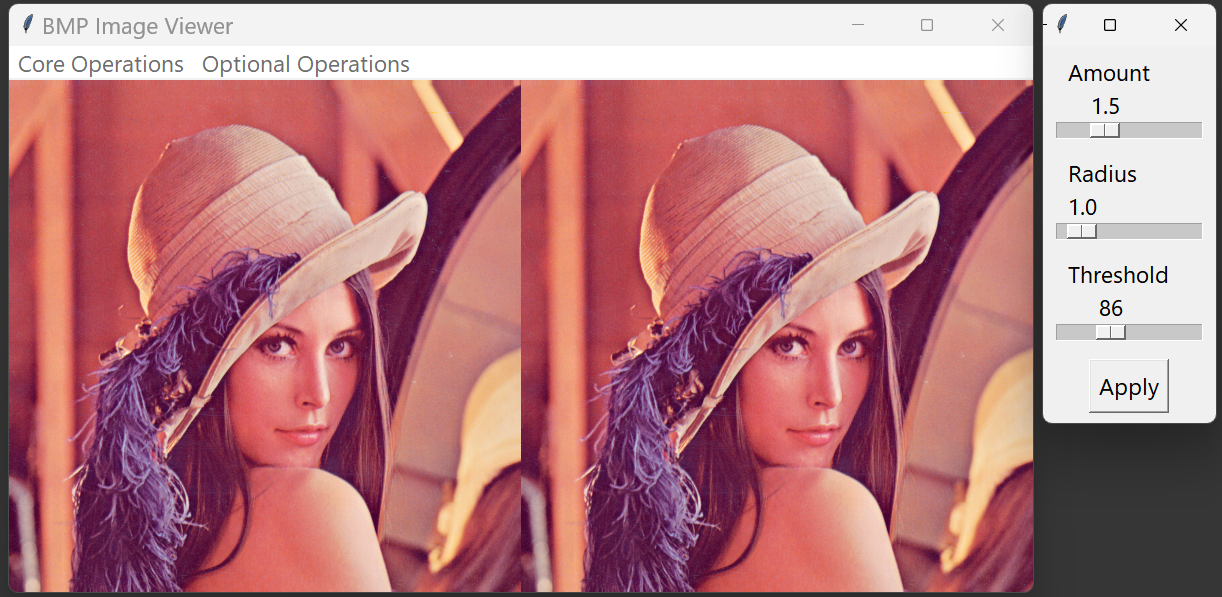 BMP Image Viewer
Core Operations Optional Operations
Amount
1.5
Radius
1.0
Threshold
86
Apply